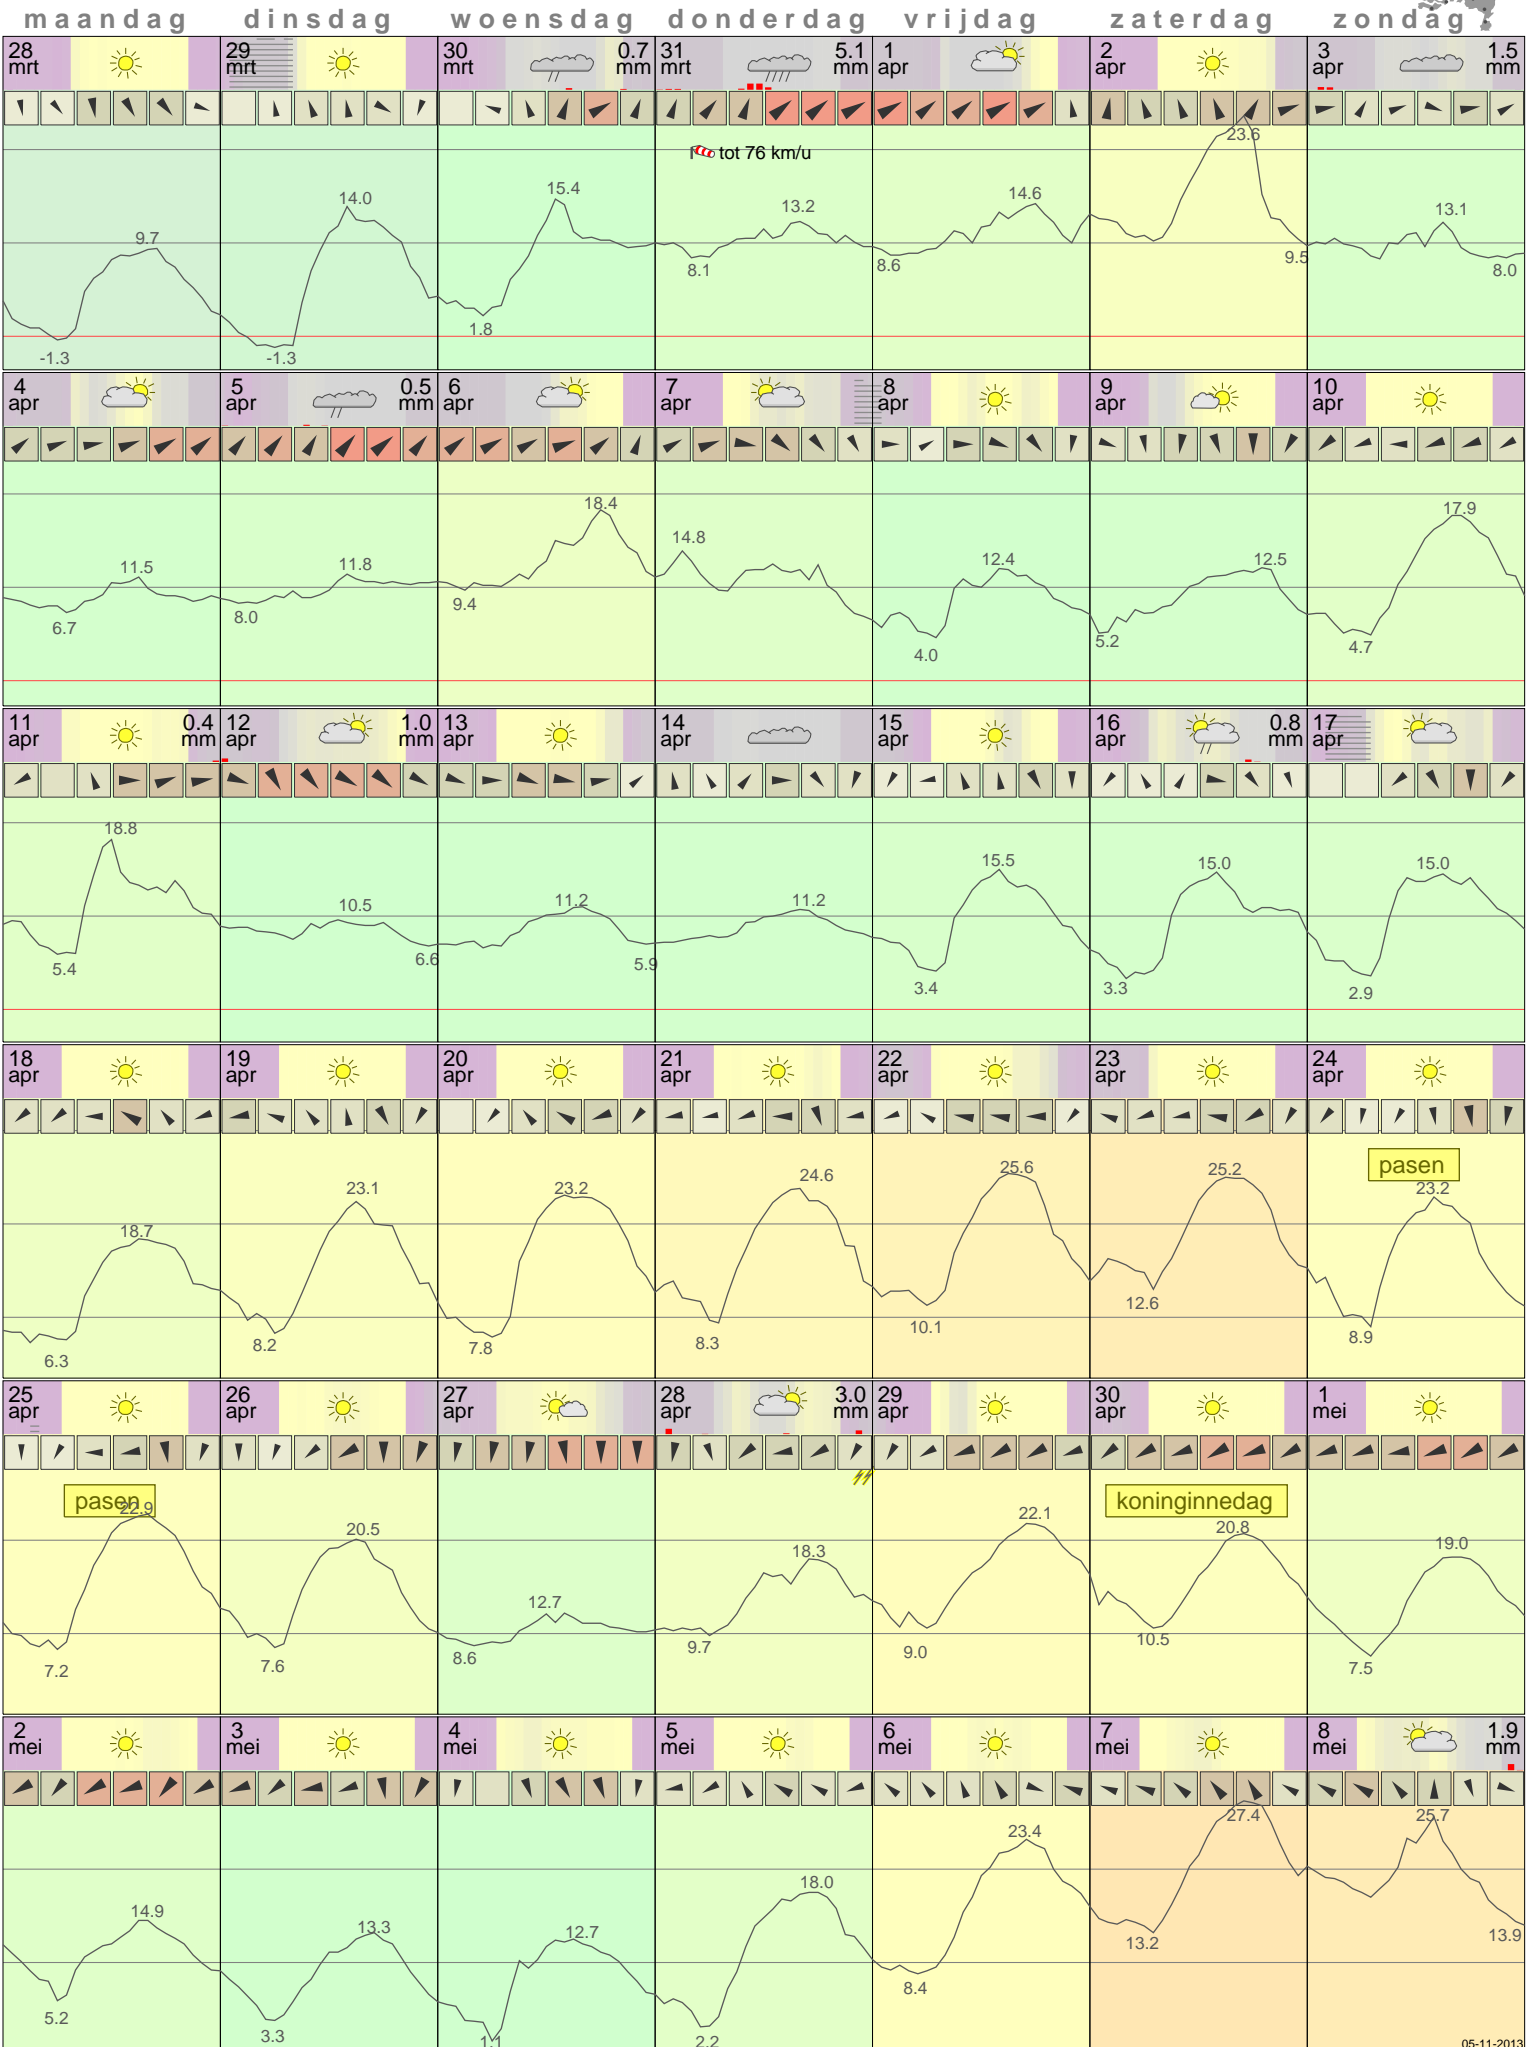 maandag dinsdag woensdag donderdag vrijdag zaterdag zondag
28 29 30 0.7 31 5.1 1 2 3 1.5
mrt mrt mrt mm mrt mm apr apr apr mm
tot 76 km/u
23.6
14.0 15.4 13.2 14.6 13.1
9.7
8.1 8.6 9.5 8.0
1.8
-1.3 -1.3
4 5 0.5 6 7 8 9 10
apr apr mm apr apr apr apr apr
18.4 17.9
14.8
11.5 11.8 12.4 12.5
9.4
6.7 8.0
4.0 5.2 4.7
11 0.4 12 1.0 13 14 15 16 0.8 17
apr mm apr mm apr apr apr apr mm apr
18.8
15.5 15.0 15.0
10.5 11.2 11.2
5.4 6.6 5.9
3.4 3.3 2.9
18 19 20 21 22 23 24
apr apr apr apr apr apr apr
pasen
24.6 25.6 25.2
23.1 23.2 23.2
18.7
12.6
10.1
6.3 8.2 7.8 8.3 8.9
25 26 27 28 3.0 29 30 1
apr apr apr apr mm apr apr mei
pasen koninginnedag
22.9 22.1
20.5 20.8
18.3 19.0
12.7
9.7 10.5
7.2 7.6 8.6 9.0 7.5
2 3 4 5 6 7 8 1.9
mei mei mei mei mei mei mei mm
27.4 25.7
23.4
18.0
14.9 13.3 12.7
13.2 13.9
8.4
5.2 3.3 1.1 2.2
05-11-2013